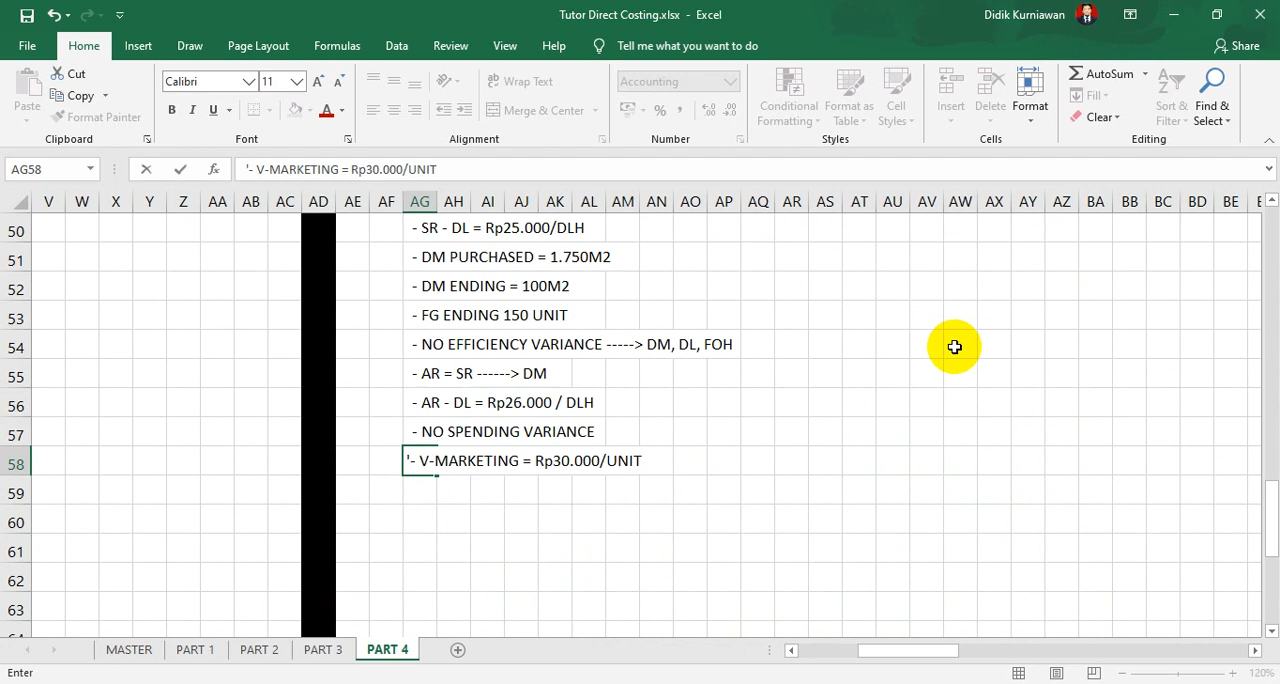 Tutor Direct Costing.xlsx - Excel
Didik Kurniawan
File Home Insert Draw Page Layout Formulas Data Review View Help Tell me what you want to do Share
Paste
Cut
Copy
Format Painter
Clipboard
Calibri 11
B I U
Font
Wrap Text
Merge & Center
Alignment
Accounting
Number
Conditional Formatting
Format as Table
Cell Styles
Styles
Insert Delete Format
Cells
AutoSum
Fill
Clear
Sort & Filter
Find & Select
Editing
AG58 fx '- V-MARKETING = Rp30.000/UNIT
V W X Y Z AA AB AC AD AE AF AG AH AI AJ AK AL AM AN AO AP AQ AR AS AT AU AV AW AX AY AZ BA BB BC BD BE
50 - SR - DL = Rp25.000/DLH
51 - DM PURCHASED = 1.750M2
52 - DM ENDING = 100M2
53 - FG ENDING 150 UNIT
54 - NO EFFICIENCY VARIANCE -----> DM, DL, FOH
55 - AR = SR ------> DM
56 - AR - DL = Rp26.000 / DLH
57 - NO SPENDING VARIANCE
58 '- V-MARKETING = Rp30.000/UNIT
59
60
61
62
63
MASTER PART 1 PART 2 PART 3 PART 4
Enter
120%